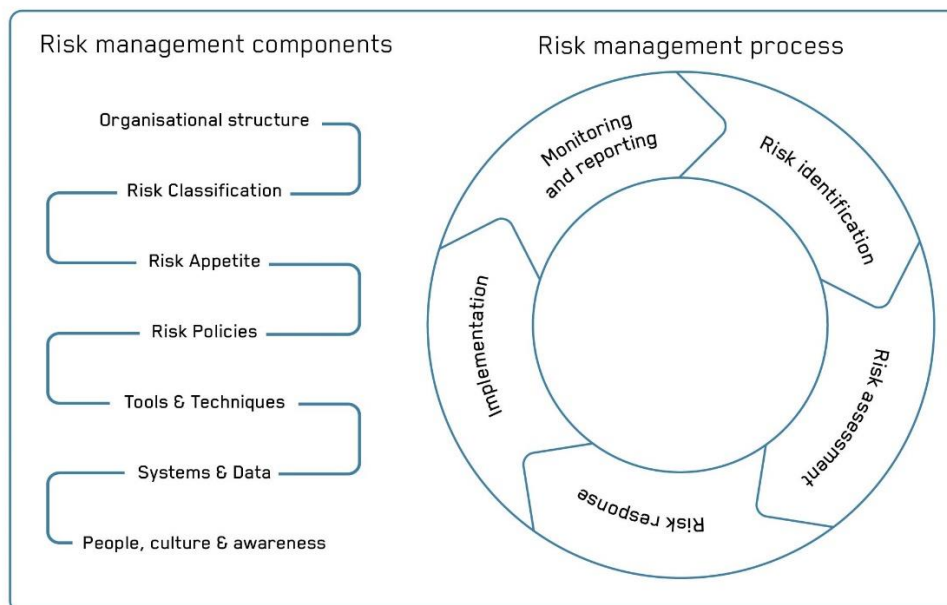 Risk management components
Organisational structure
Risk Classification
Risk Appetite
Risk Policies
Tools & Techniques
Systems & Data
People, culture & awareness
Risk management process
Risk identification
Risk assessment
Risk response
Implementation
Monitoring
and reporting